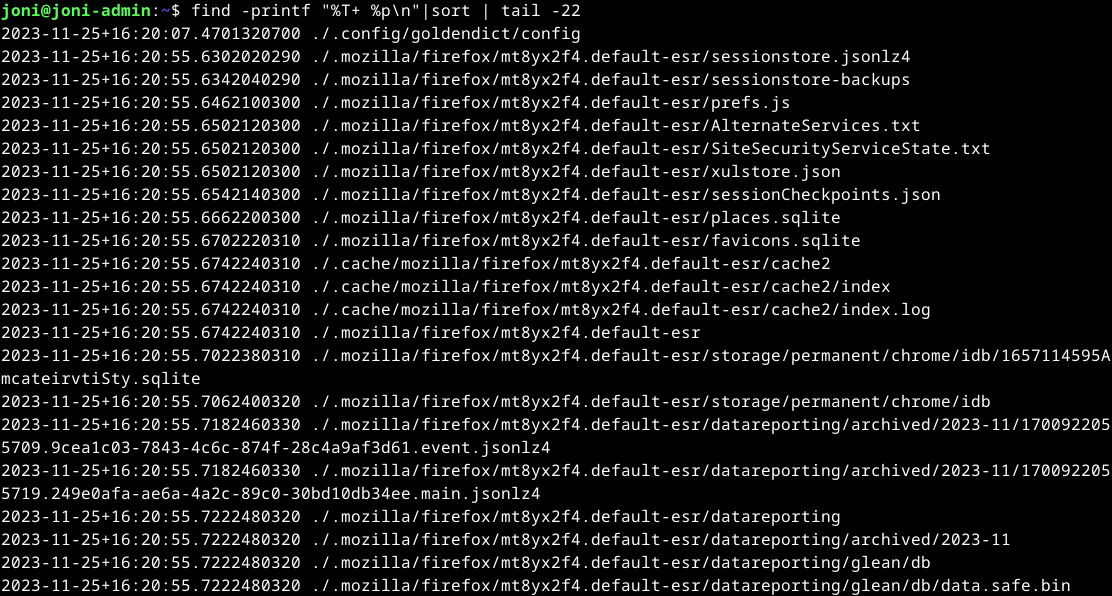 joni@joni-admin:~$ find -printf "%T+ %p\n"|sort | tail -22
2023-11-25+16:20:07.4701320700 ./.config/goldendict/config
2023-11-25+16:20:55.6302020290 ./.mozilla/firefox/mt8yx2f4.default-esr/sessionstore.jsonlz4
2023-11-25+16:20:55.6342040290 ./.mozilla/firefox/mt8yx2f4.default-esr/sessionstore-backups
2023-11-25+16:20:55.6462100300 ./.mozilla/firefox/mt8yx2f4.default-esr/prefs.js
2023-11-25+16:20:55.6502120300 ./.mozilla/firefox/mt8yx2f4.default-esr/AlternateServices.txt
2023-11-25+16:20:55.6502120300 ./.mozilla/firefox/mt8yx2f4.default-esr/SiteSecurityServiceState.txt
2023-11-25+16:20:55.6502120300 ./.mozilla/firefox/mt8yx2f4.default-esr/xulstore.json
2023-11-25+16:20:55.6542140300 ./.mozilla/firefox/mt8yx2f4.default-esr/sessionCheckpoints.json
2023-11-25+16:20:55.6662200300 ./.mozilla/firefox/mt8yx2f4.default-esr/places.sqlite
2023-11-25+16:20:55.6702220310 ./.mozilla/firefox/mt8yx2f4.default-esr/favicons.sqlite
2023-11-25+16:20:55.6742240310 ./.cache/mozilla/firefox/mt8yx2f4.default-esr/cache2
2023-11-25+16:20:55.6742240310 ./.cache/mozilla/firefox/mt8yx2f4.default-esr/cache2/index
2023-11-25+16:20:55.6742240310 ./.cache/mozilla/firefox/mt8yx2f4.default-esr/cache2/index.log
2023-11-25+16:20:55.6742240310 ./.mozilla/firefox/mt8yx2f4.default-esr
2023-11-25+16:20:55.7022380310 ./.mozilla/firefox/mt8yx2f4.default-esr/storage/permanent/chrome/idb/1657114595A
mcateirvtiSty.sqlite
2023-11-25+16:20:55.7062400320 ./.mozilla/firefox/mt8yx2f4.default-esr/storage/permanent/chrome/idb
2023-11-25+16:20:55.7182460330 ./.mozilla/firefox/mt8yx2f4.default-esr/datareporting/archived/2023-11/170092205
5709.9cea1c03-7843-4c6c-874f-28c4a9af3d61.event.jsonlz4
2023-11-25+16:20:55.7182460330 ./.mozilla/firefox/mt8yx2f4.default-esr/datareporting/archived/2023-11/170092205
5719.249e0afa-ae6a-4a2c-89c0-30bd10db34ee.main.jsonlz4
2023-11-25+16:20:55.7222480320 ./.mozilla/firefox/mt8yx2f4.default-esr/datareporting
2023-11-25+16:20:55.7222480320 ./.mozilla/firefox/mt8yx2f4.default-esr/datareporting/archived/2023-11
2023-11-25+16:20:55.7222480320 ./.mozilla/firefox/mt8yx2f4.default-esr/datareporting/glean/db
2023-11-25+16:20:55.7222480320 ./.mozilla/firefox/mt8yx2f4.default-esr/datareporting/glean/db/data.safe.bin